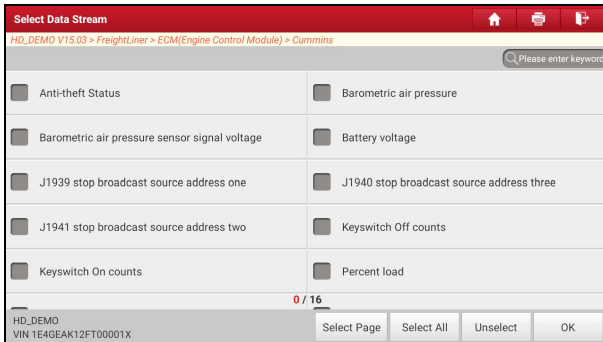 Select Data Stream
HD_DEMO V15.03 > FreightLiner > ECM(Engine Control Module) > Cummins
Please enter keyword
Anti-theft Status
Barometric air pressure
Barometric air pressure sensor signal voltage
Battery voltage
J1939 stop broadcast source address one
J1940 stop broadcast source address three
J1941 stop broadcast source address two
Keyswitch Off counts
Keyswitch On counts
Percent load
0 / 16
HD_DEMO
VIN 1E4GEAK12FT00001X
Select Page
Select All
Unselect
OK